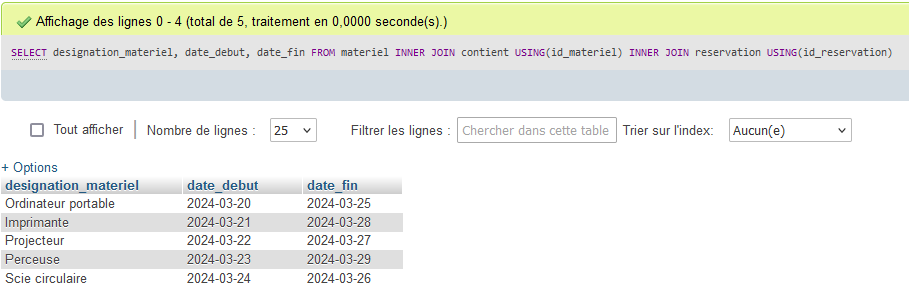 Affichage des lignes 0 - 4 (total de 5, traitement en 0,0000 seconde(s).)
SELECT designation_materiel, date_debut, date_fin FROM materiel INNER JOIN contient USING(id_materiel) INNER JOIN reservation USING(id_reservation)
Tout afficher Nombre de lignes : 25 Filtrer les lignes : Chercher dans cette table Trier sur l'index: Aucun(e)
+ Options
designation_materiel date_debut date_fin
Ordinateur portable 2024-03-20 2024-03-25
Imprimante 2024-03-21 2024-03-28
Projecteur 2024-03-22 2024-03-27
Perceuse 2024-03-23 2024-03-29
Scie circulaire 2024-03-24 2024-03-26